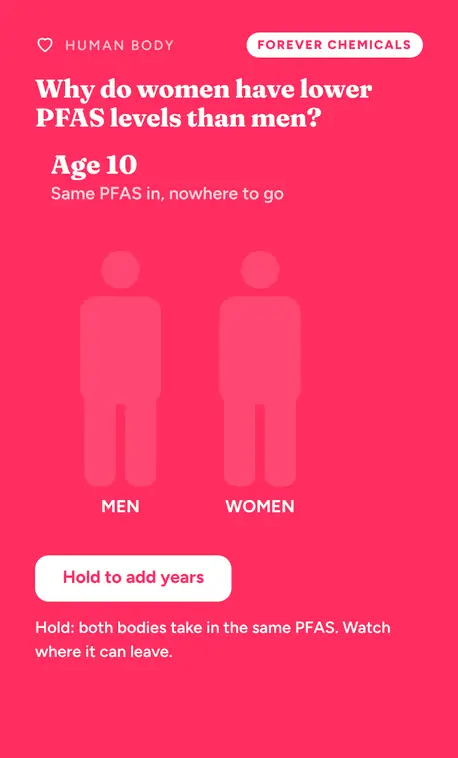 HUMAN BODY
FOREVER CHEMICALS
Why do women have lower
PFAS levels than men?
Age 10
Same PFAS in, nowhere to go
MEN
WOMEN
Hold to add years
Hold: both bodies take in the same PFAS. Watch
where it can leave.